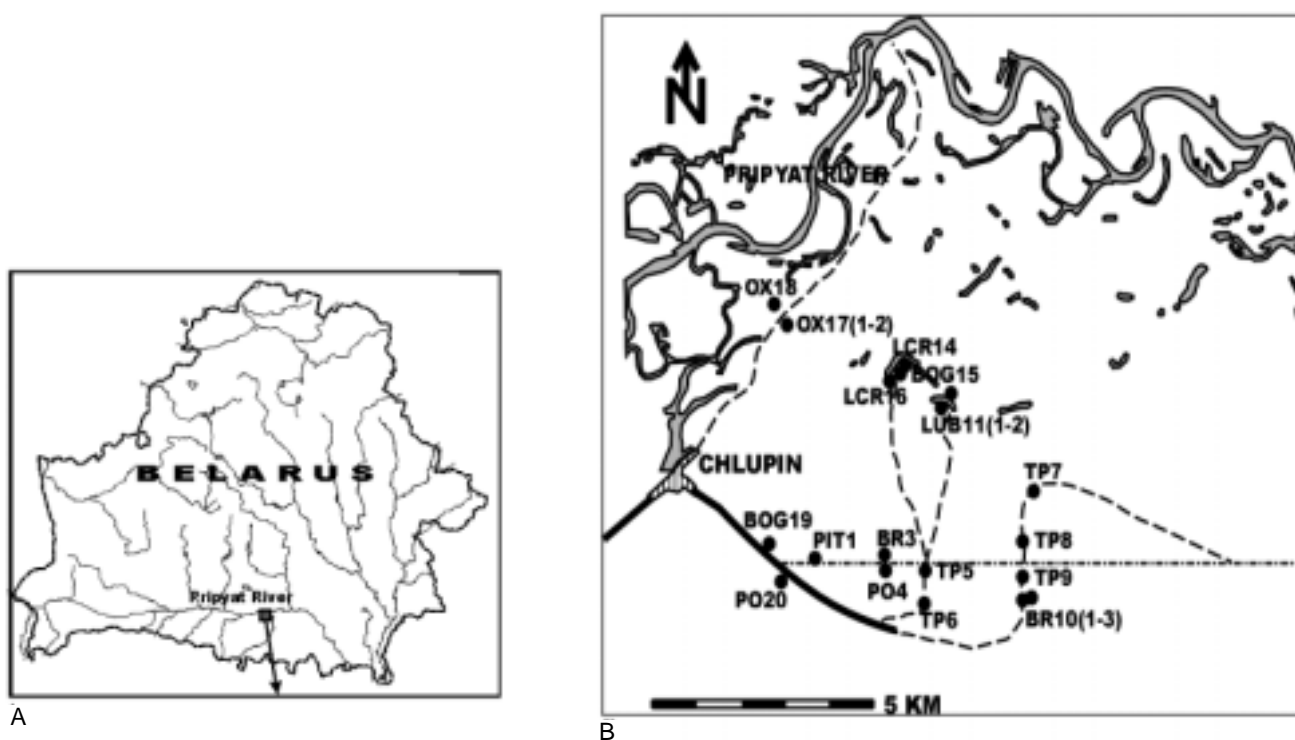 BELARUS
Pripyat River
A
N
PRIPYAT RIVER
OX18
OX17(1-2)
LCR14
BOG15
LCR16
LUB11(1-2)
CHLUPIN
TP7
BOG19
PIT1
BR3
TP8
TP5
TP9
PO20
PO4
TP6
BR10(1-3)
5 KM
B